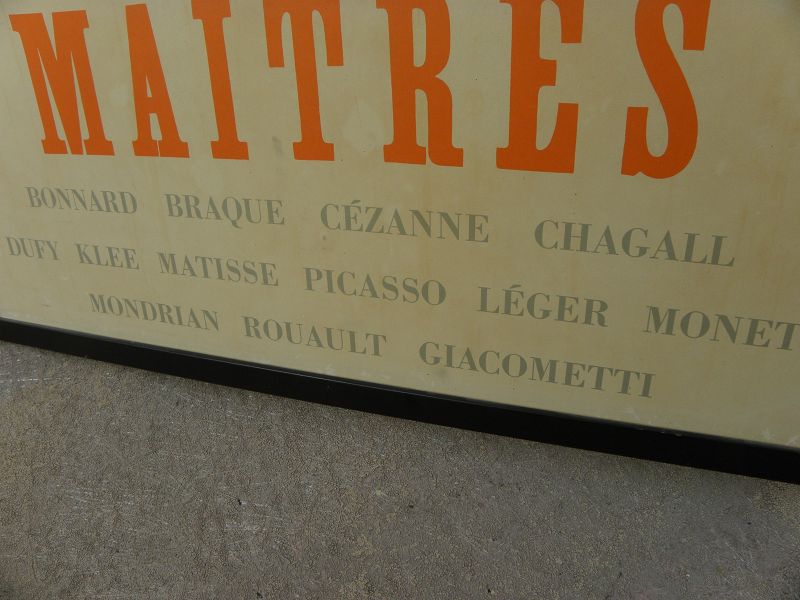 MAITRES
BONNARD BRAQUE CÉZANNE CHAGALL
DUFY KLEE MATISSE PICASSO LÉGER MONET
MONDRIAN ROUAULT GIACOMETTI